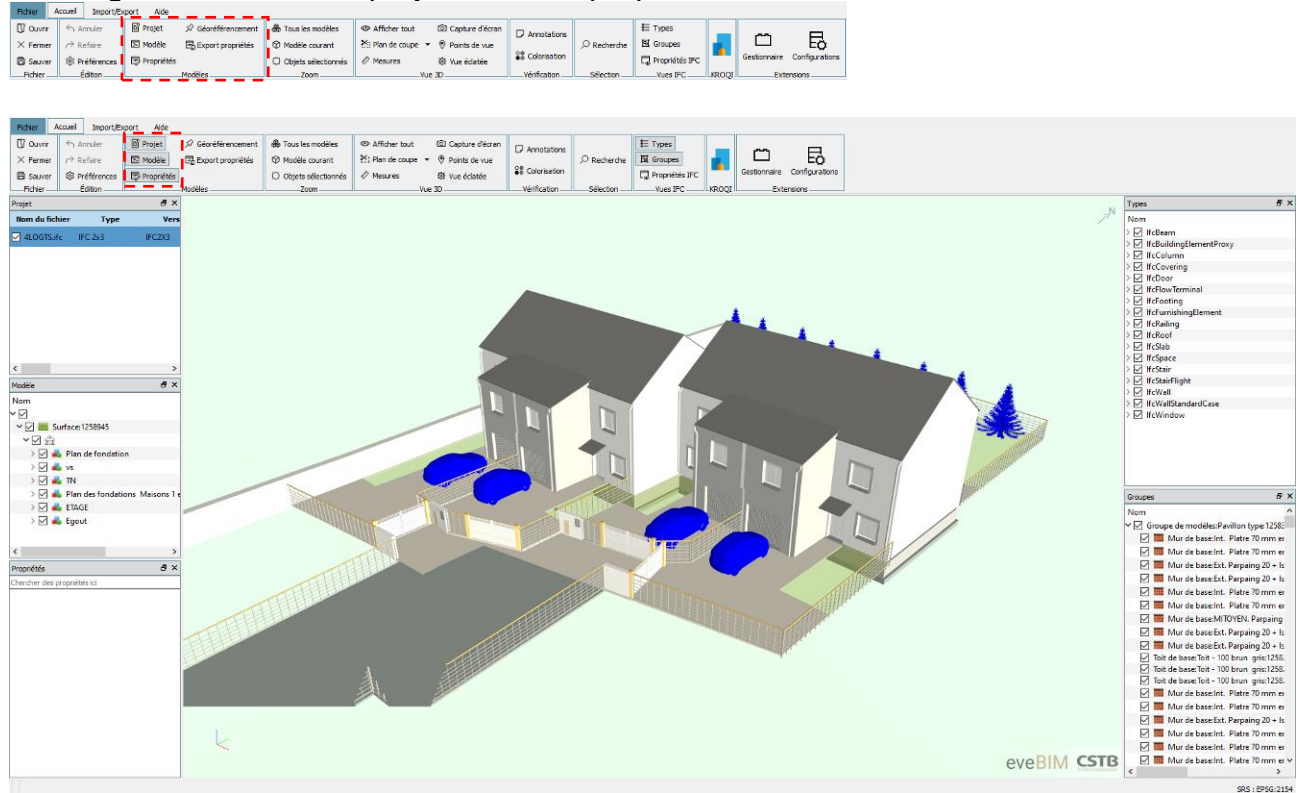 Fichier Accueil Import/Export Aide
Ouvrir Annuler Projet Géoréférencement Tous les modèles Afficher tout Capture d'écran Annotations Recherche Types Gestionnaire Configurations
Fermer Refaire Modèle Export propriétés Modèle courant Plan de coupe Points de vue Colorisation Groupes
Sauver Préférences Propriétés Objets sélectionnés Mesures Vue éclatée Propriétés IFC
Fichier Édition Modèles Zoom Vue 3D Vérification Sélection Vues IFC KROQI Extensions
Fichier Accueil Import/Export Aide
Ouvrir Annuler Projet Géoréférencement Tous les modèles Afficher tout Capture d'écran Annotations Recherche Types Gestionnaire Configurations
Fermer Refaire Modèle Export propriétés Modèle courant Plan de coupe Points de vue Colorisation Groupes
Sauver Préférences Propriétés Objets sélectionnés Mesures Vue éclatée Propriétés IFC
Fichier Édition Modèles Zoom Vue 3D Vérification Sélection Vues IFC KROQI Extensions
Projet
Nom du fichier Type Vers
4LOGTS.ifc IFC 2x3 IFC2X3
Modèle
Nom
Surface:1258945
Plan de fondation
vs
TN
Plan des fondations Maisons 1 e
ETAGE
Egout
Propriétés
Chercher des propriétés ici
N
Types
Nom
IfcBeam
IfcBuildingElementProxy
IfcColumn
IfcCovering
IfcDoor
IfcFlowTerminal
IfcFooting
IfcFurnishingElement
IfcRailing
IfcRoof
IfcSlab
IfcSpace
IfcStair
IfcStairFlight
IfcWall
IfcWallStandardCase
IfcWindow
Groupes
Nom
Groupe de modèles:Pavillon type:1258
Mur de base:Int. Platre 70 mm er
Mur de base:Int. Platre 70 mm er
Mur de base:Ext. Parpaing 20 + Is
Mur de base:Ext. Parpaing 20 + Is
Mur de base:Int. Platre 70 mm er
Mur de base:Int. Platre 70 mm er
Mur de base:MITOYEN. Parpaing
Mur de base:Ext. Parpaing 20 + Is
Mur de base:Ext. Parpaing 20 + Is
Toit de base:Toit - 100 brun gris:1258.
Toit de base:Toit - 100 brun gris:1258.
Toit de base:Toit - 100 brun gris:1258.
Mur de base:Int. Platre 70 mm er
Mur de base:Int. Platre 70 mm er
Mur de base:Ext. Parpaing 20 + Is
Mur de base:Int. Platre 70 mm er
Mur de base:Int. Platre 70 mm er
Mur de base:Int. Platre 70 mm er
eveBIM CSTB
SRS : EPSG:2154